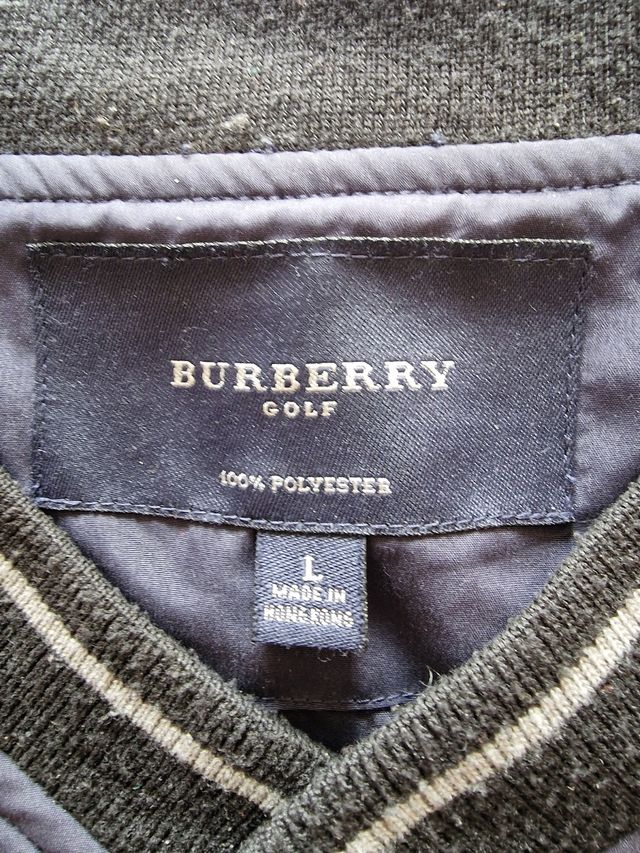 BURBERRY
GOLF
100% POLYESTER
L
MADE IN
HONG KONG